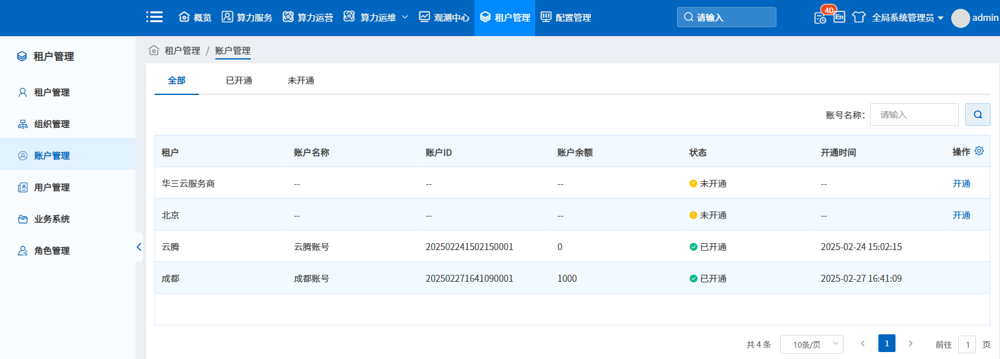 概览 算力服务 算力运营 算力运维 观测中心 租户管理 配置管理 请输入 40 En 全局系统管理员 admin
租户管理
租户管理
组织管理
账户管理
用户管理
业务系统
角色管理
租户管理 / 账户管理
全部 已开通 未开通
账号名称： 请输入
租户 账户名称 账户ID 账户余额 状态 开通时间 操作
华三云服务商 -- -- -- 未开通 -- 开通
北京 -- -- -- 未开通 -- 开通
云腾 云腾账号 202502241502150001 0 已开通 2025-02-24 15:02:15
成都 成都账号 202502271641090001 1000 已开通 2025-02-27 16:41:09
共 4 条 10条/页 1 前往 1 页